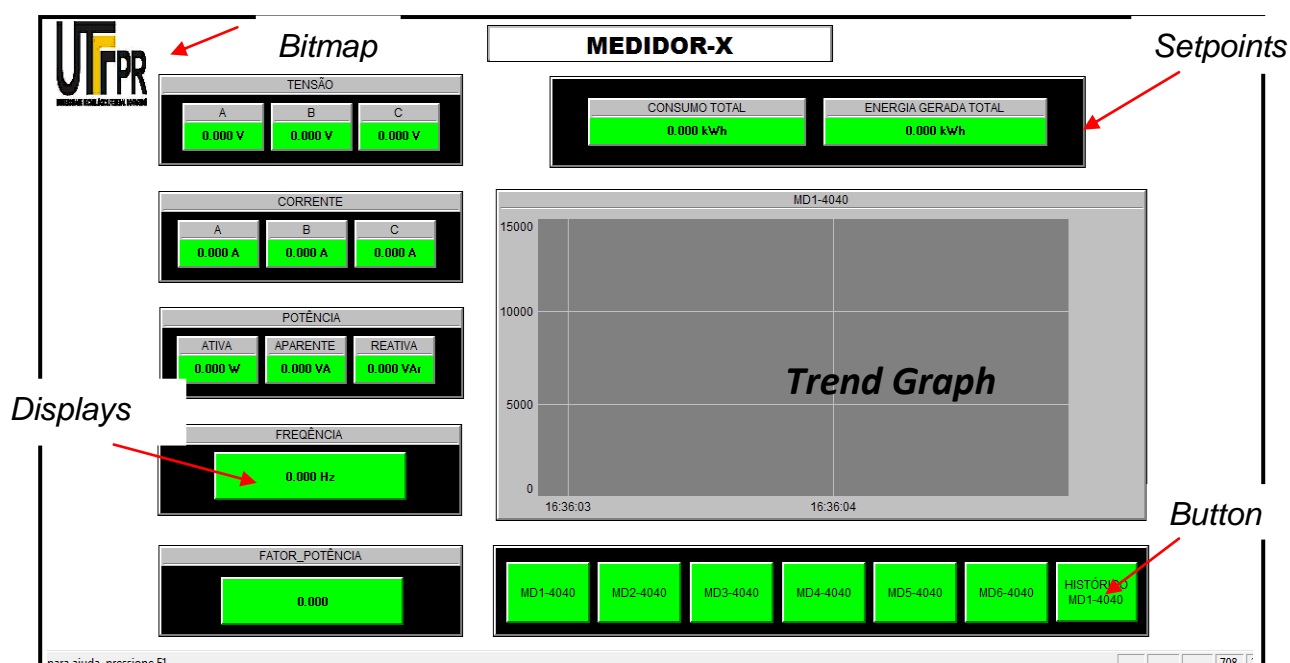 UTFPR
Bitmap
MEDIDOR-X
Setpoints
TENSÃO
A B C
0.000 V 0.000 V 0.000 V
CONSUMO TOTAL ENERGIA GERADA TOTAL
0.000 kWh 0.000 kWh
CORRENTE
A B C
0.000 A 0.000 A 0.000 A
MD1-4040
15000
10000
5000
0
16:36:03 16:36:04
Trend Graph
POTÊNCIA
ATIVA APARENTE REATIVA
0.000 W 0.000 VA 0.000 VAr
Displays
FREQÊNCIA
0.000 Hz
Button
FATOR_POTÊNCIA
0.000
MD1-4040 MD2-4040 MD3-4040 MD4-4040 MD5-4040 MD6-4040 HISTÓRICO
MD1-4040
para ajuda, pressione F1
708